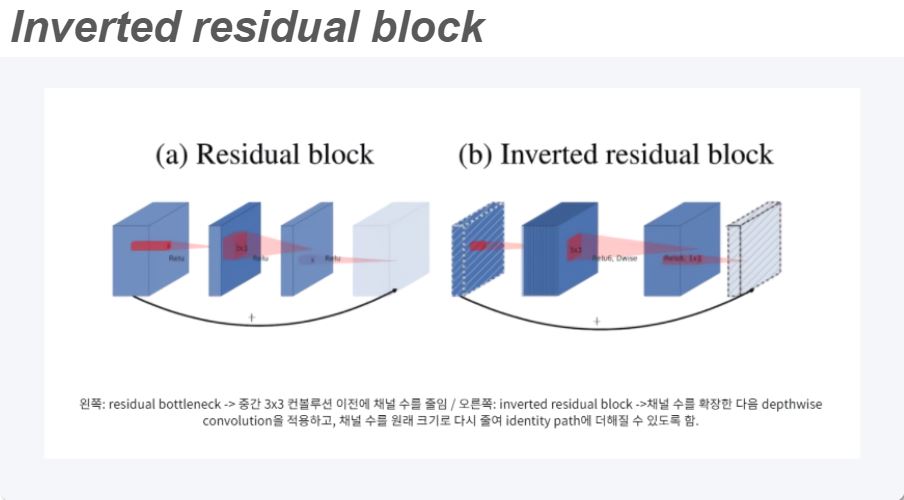 Inverted residual block
(a) Residual block
(b) Inverted residual block
Relu
3x3
Relu
Relu
3x3
Relu6, Dwise
Relu6, 1x1
+
+
왼쪽: residual bottleneck -> 중간 3x3 컨볼루션 이전에 채널 수를 줄임 / 오른쪽: inverted residual block ->채널 수를 확장한 다음 depthwise
convolution을 적용하고, 채널 수를 원래 크기로 다시 줄여 identity path에 더해질 수 있도록 함.